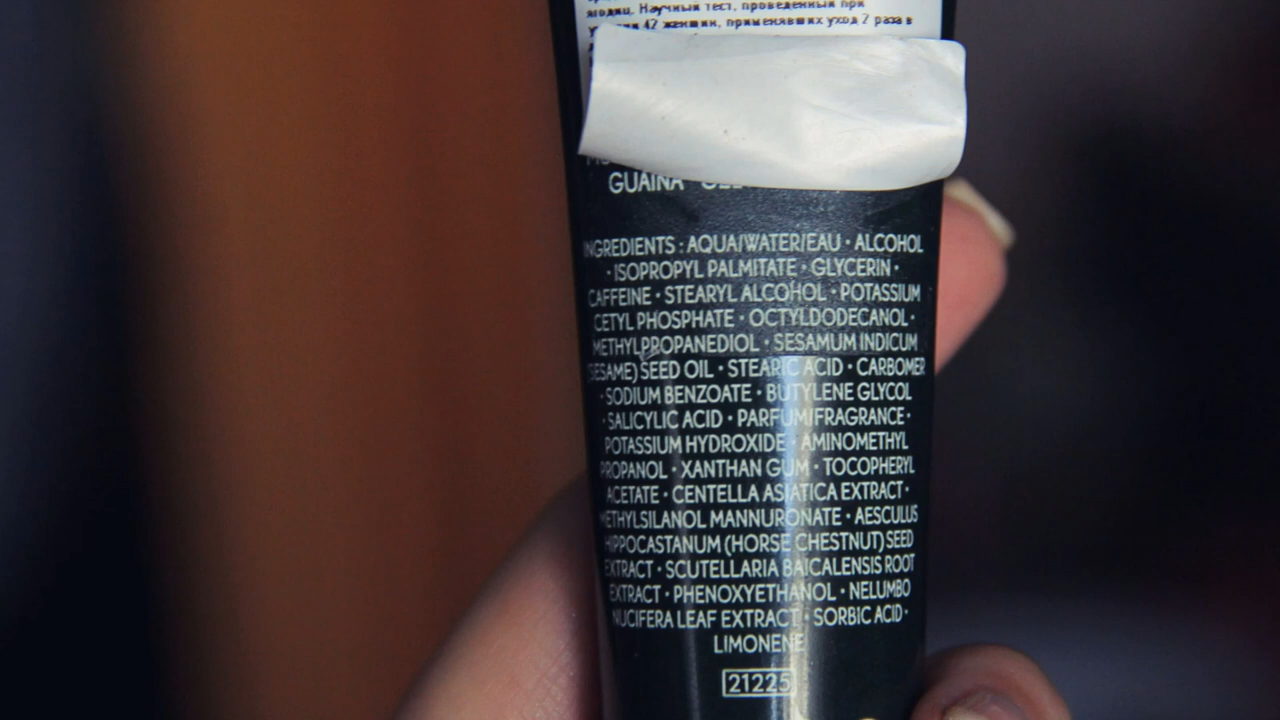 ягодиц. Научный тест, проведенный при
42 женщин, применявших уход 2 раза в
GUAINA
INGREDIENTS : AQUA/WATER/EAU · ALCOHOL
· ISOPROPYL PALMITATE · GLYCERIN ·
CAFFEINE · STEARYL ALCOHOL · POTASSIUM
CETYL PHOSPHATE · OCTYLDODECANOL ·
METHYLPROPANEDIOL · SESAMUM INDICUM
(SESAME) SEED OIL · STEARIC ACID · CARBOMER
· SODIUM BENZOATE · BUTYLENE GLYCOL
· SALICYLIC ACID · PARFUM/FRAGRANCE ·
POTASSIUM HYDROXIDE · AMINOMETHYL
PROPANOL · XANTHAN GUM · TOCOPHERYL
ACETATE · CENTELLA ASIATICA EXTRACT ·
METHYLSILANOL MANNURONATE · AESCULUS
HIPPOCASTANUM (HORSE CHESTNUT) SEED
EXTRACT · SCUTELLARIA BAICALENSIS ROOT
EXTRACT · PHENOXYETHANOL · NELUMBO
NUCIFERA LEAF EXTRACT · SORBIC ACID ·
LIMONENE
21225